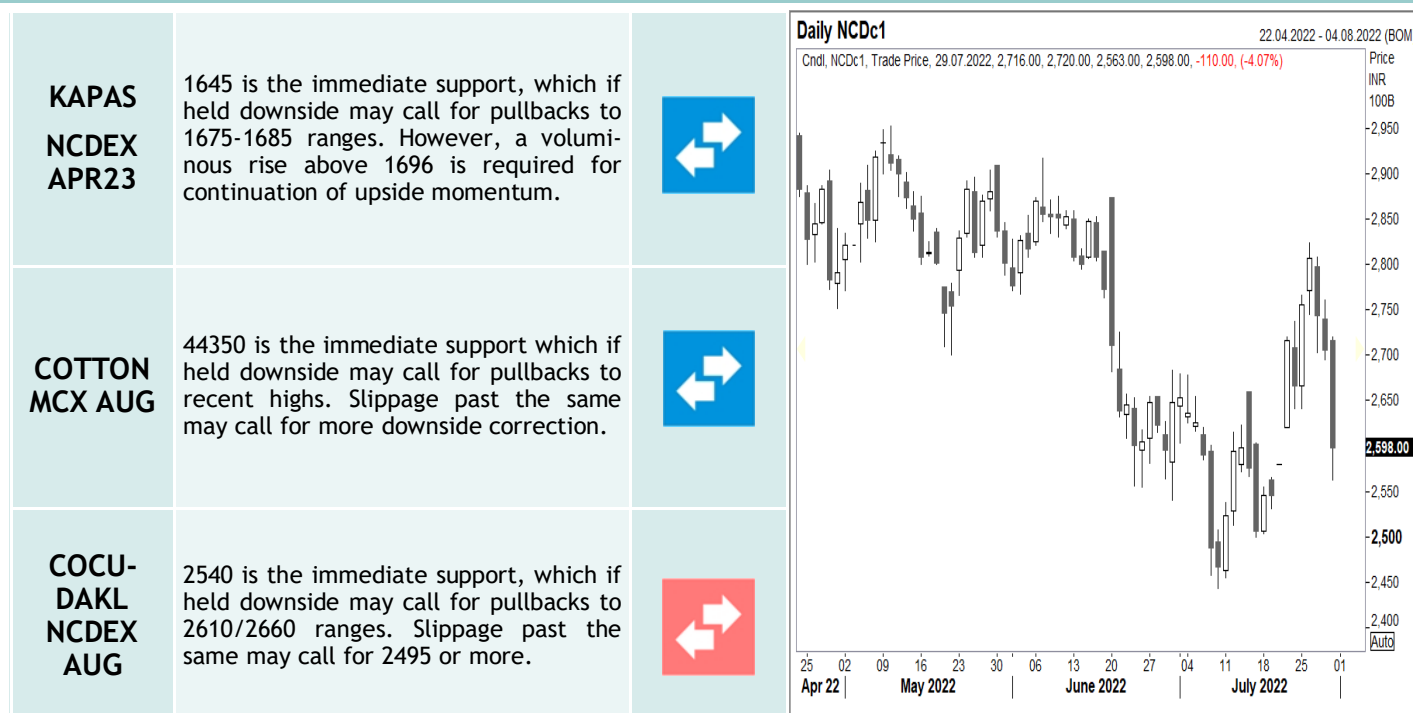 KAPAS
NCDEX
APR23
1645 is the immediate support, which if
held downside may call for pullbacks to
1675-1685 ranges. However, a volumi-
nous rise above 1696 is required for
continuation of upside momentum.
COTTON
MCX AUG
44350 is the immediate support which if
held downside may call for pullbacks to
recent highs. Slippage past the same
may call for more downside correction.
COCU-
DAKL
NCDEX
AUG
2540 is the immediate support, which if
held downside may call for pullbacks to
2610/2660 ranges. Slippage past the
same may call for 2495 or more.
Daily NCDc1
22.04.2022 - 04.08.2022 (BOM
Cndl, NCDc1, Trade Price, 29.07.2022, 2,716.00, 2,720.00, 2,563.00, 2,598.00, -110.00, (-4.07%)
Price
INR
100B
2,950
2,900
2,850
2,800
2,750
2,700
2,650
2,598.00
2,550
2,500
2,450
2,400
Auto
25 02 09 16 23 30 06 13 20 27 04 11 18 25 01
Apr 22 May 2022 June 2022 July 2022